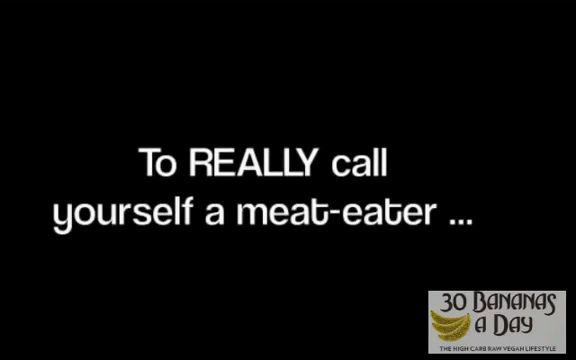 To REALLY call
yourself a meat-eater ...
30 BANANAS
A DAY
THE HIGH-CARB RAW VEGAN LIFESTYLE